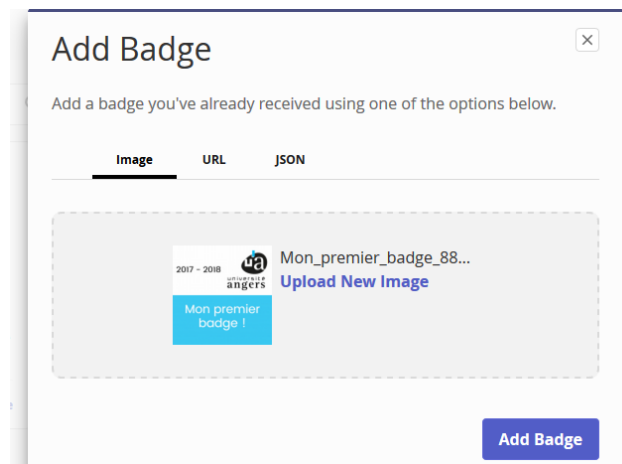 Add Badge
Add a badge you've already received using one of the options below.
Image URL JSON
Mon_premier_badge_88...
Upload New Image
2017 - 2018
ua
université
angers
Mon premier
badge !
Add Badge